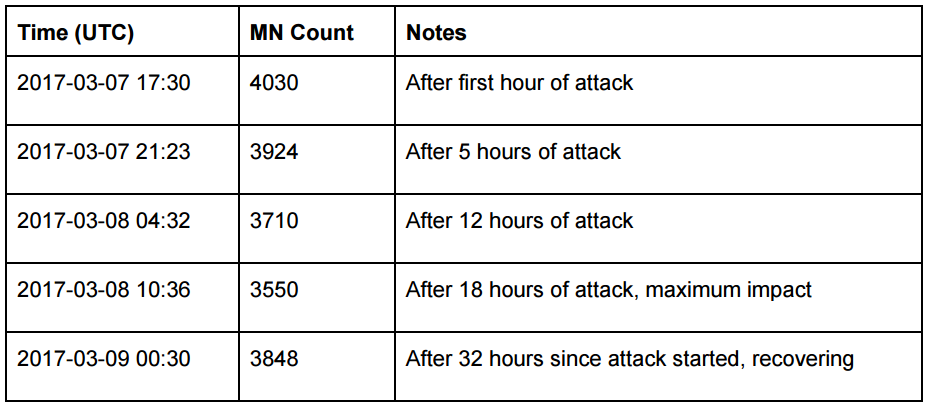 Time (UTC) MN Count Notes
2017-03-07 17:30 4030 After first hour of attack
2017-03-07 21:23 3924 After 5 hours of attack
2017-03-08 04:32 3710 After 12 hours of attack
2017-03-08 10:36 3550 After 18 hours of attack, maximum impact
2017-03-09 00:30 3848 After 32 hours since attack started, recovering